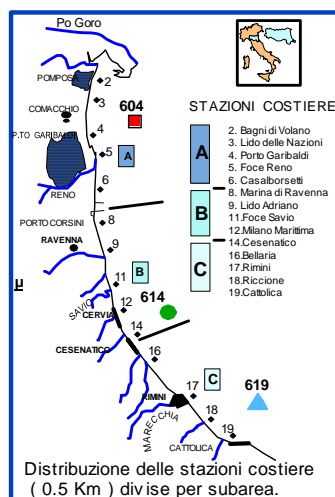 Po Goro
POMPOSA
2
3
COMACCHIO
604
4
P.TO GARIBALDI
5
A
RENO
6
PORTO CORSINI
8
RAVENNA
9
B
11
SAVIO
12
614
CERVIA
14
CESENATICO
16
C
619
17
RIMINI
MARECCHIA
18
CATTOLICA
19
µ
STAZIONI COSTIERE
A
B
C
2. Bagni di Volano
3. Lido delle Nazioni
4. Porto Garibaldi
5. Foce Reno
6. Casalborsetti
8. Marina di Ravenna
9. Lido Adriano
11.Foce Savio
12.Milano Marittima
14.Cesenatico
16.Bellaria
17.Rimini
18.Riccione
19.Cattolica
Distribuzione delle stazioni costiere
( 0.5 Km ) divise per subarea.